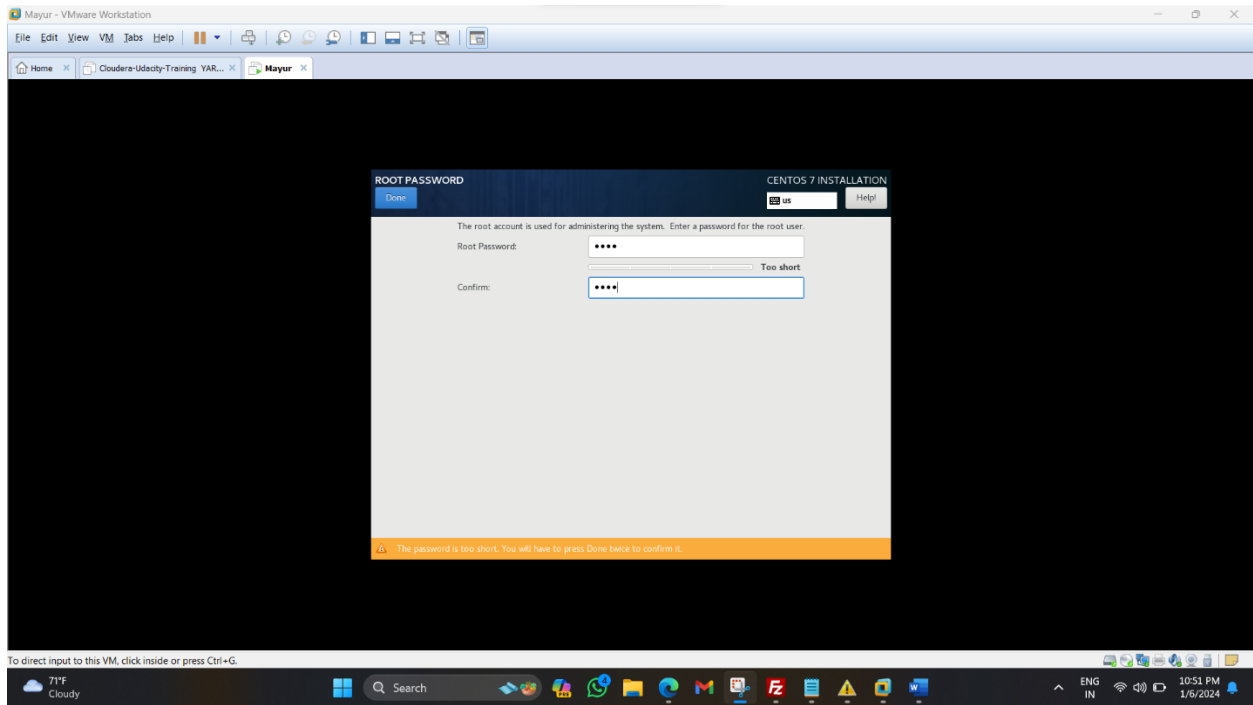 Mayur - VMware Workstation
File Edit View VM Tabs Help
Home
Cloudera-Udacity-Training YAR...
Mayur
ROOT PASSWORD
CENTOS 7 INSTALLATION
Done
us
Help!
The root account is used for administering the system. Enter a password for the root user.
Root Password:
••••
Too short
Confirm:
••••
The password is too short. You will have to press Done twice to confirm it.
To direct input to this VM, click inside or press Ctrl+G.
71°F
Cloudy
Search
4
ENG
IN
10:51 PM
1/6/2024